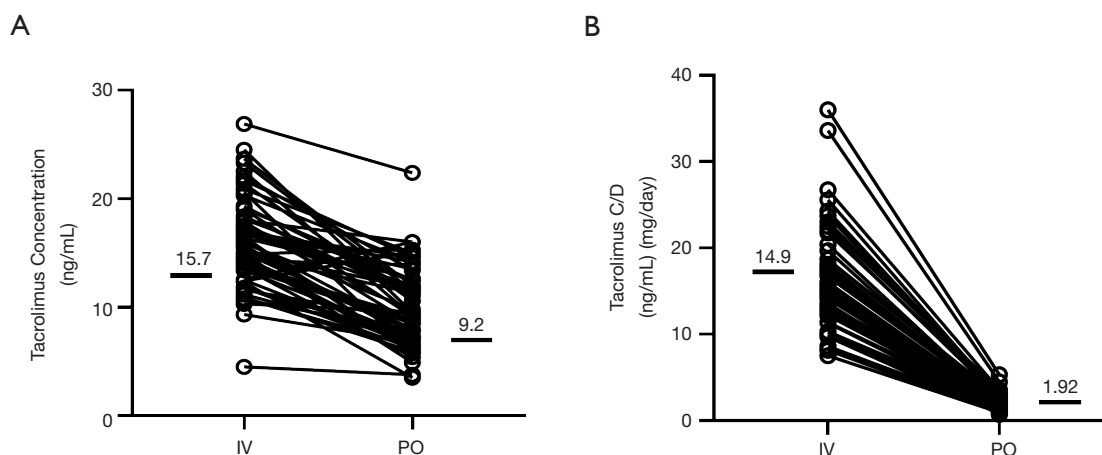 A
Tacrolimus Concentration
(ng/mL)
30
20
10
0
15.7
9.2
IV
PO
B
Tacrolimus C/D
(ng/mL) (mg/day)
40
30
20
10
0
14.9
1.92
IV
PO